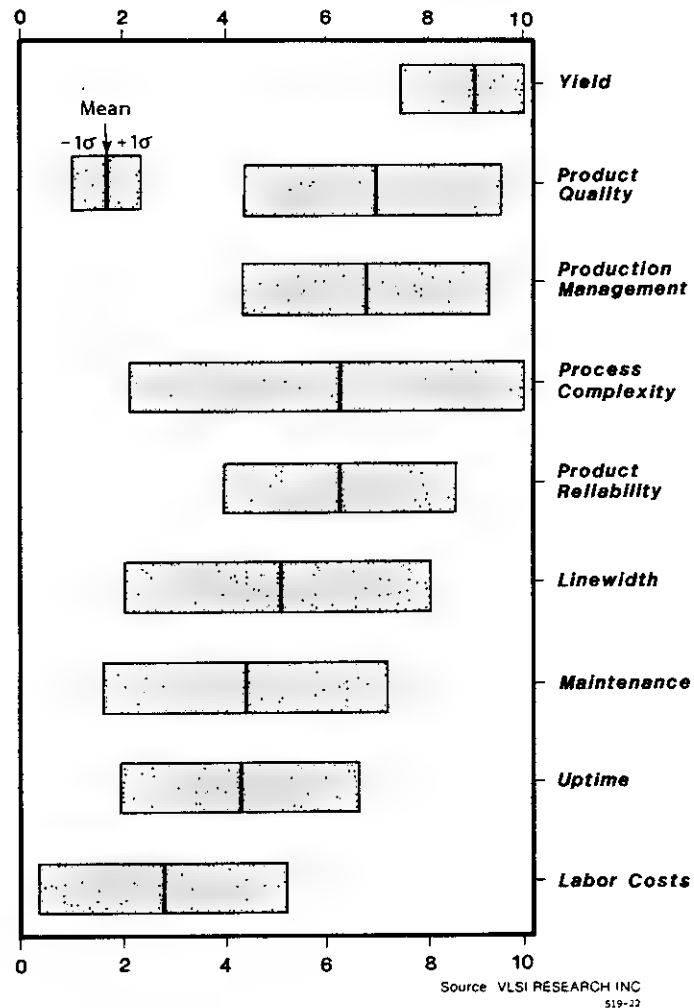 0 2 4 6 8 10
Yield
Mean
−1σ +1σ
Product
Quality
Production
Management
Process
Complexity
Product
Reliability
Linewidth
Maintenance
Uptime
Labor Costs
0 2 4 6 8 10
Source VLSI RESEARCH INC
519-22